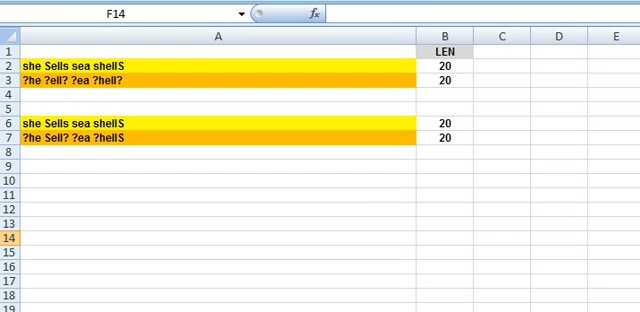 F14 fx
A B C D E
1 LEN
2 she Sells sea shellS 20
3 ?he ?ell? ?ea ?hell? 20
4
5
6 she Sells sea shellS 20
7 ?he Sell? ?ea ?hellS 20
8
9
10
11
12
13
14
15
16
17
18
19